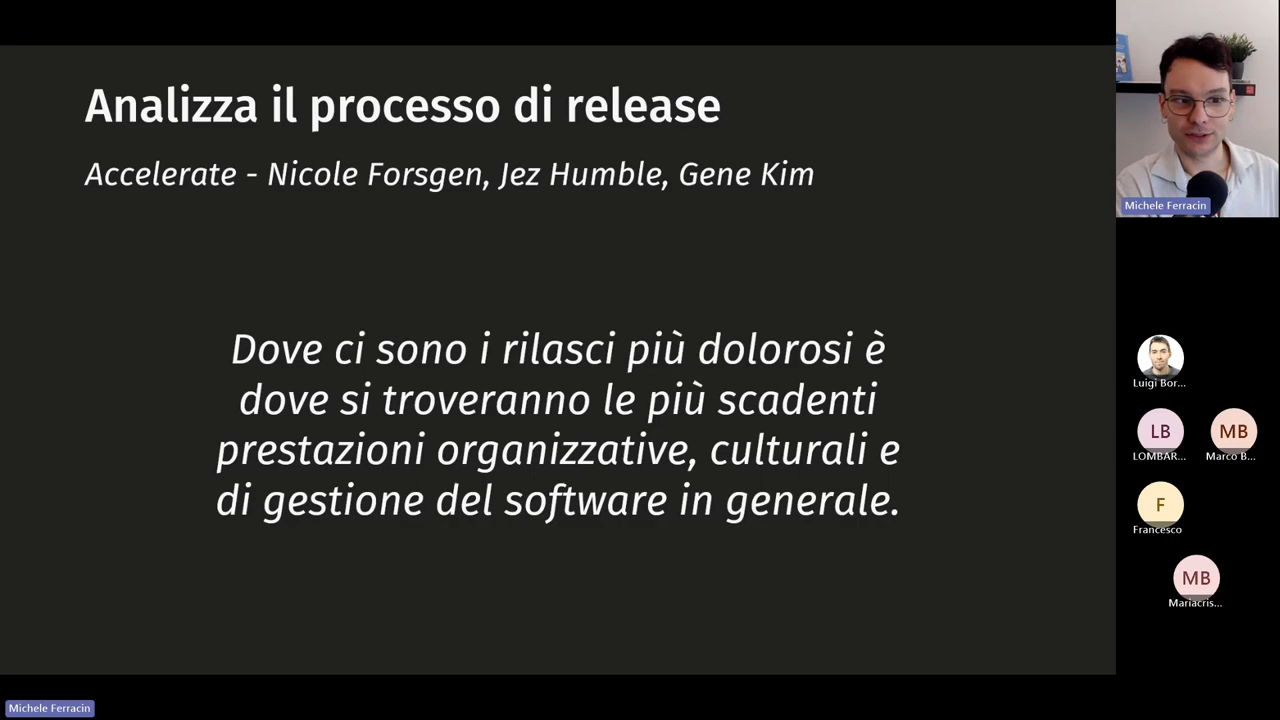 Analizza il processo di release
Accelerate - Nicole Forsgen, Jez Humble, Gene Kim
Dove ci sono i rilasci più dolorosi è
dove si troveranno le più scadenti
prestazioni organizzative, culturali e
di gestione del software in generale.
Michele Ferracin
Luigi Bor...
LB
LOMBAR...
MB
Marco B...
F
Francesco
MB
Mariacris...
Michele Ferracin